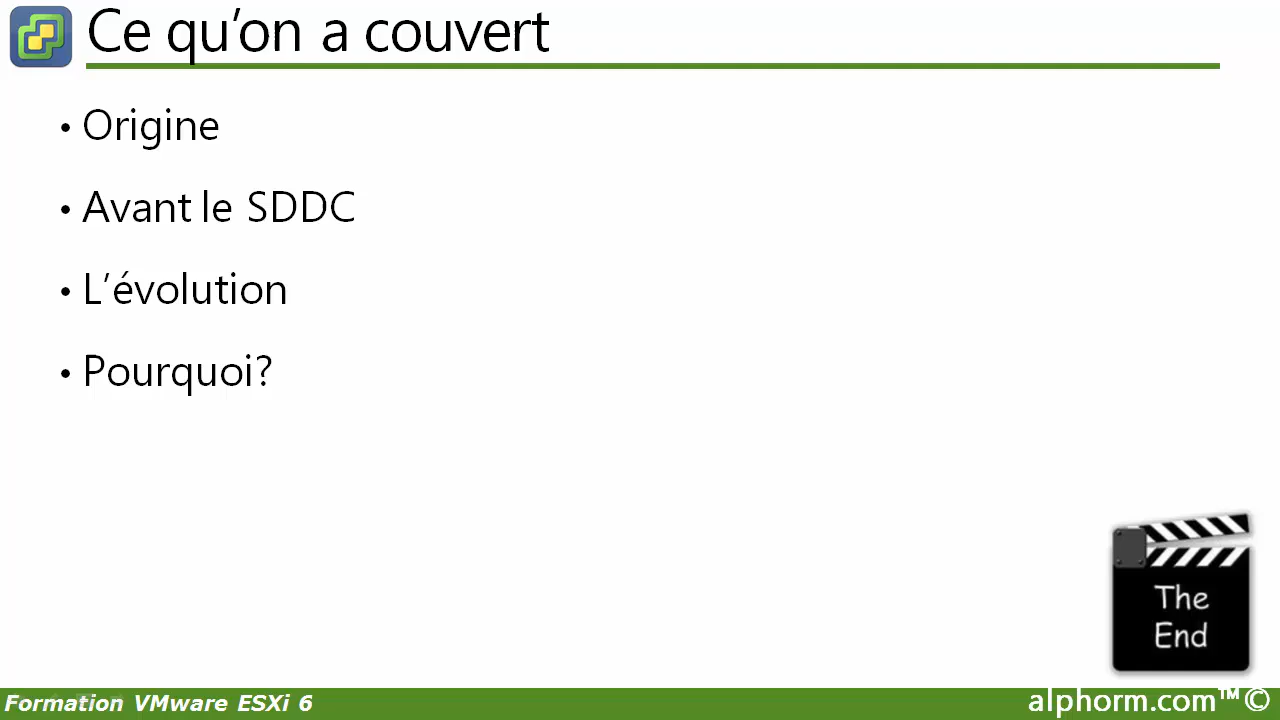 Ce qu’on a couvert
• Origine
• Avant le SDDC
• L’évolution
• Pourquoi?
The
End
Formation VMware ESXi 6
alphorm.com™©